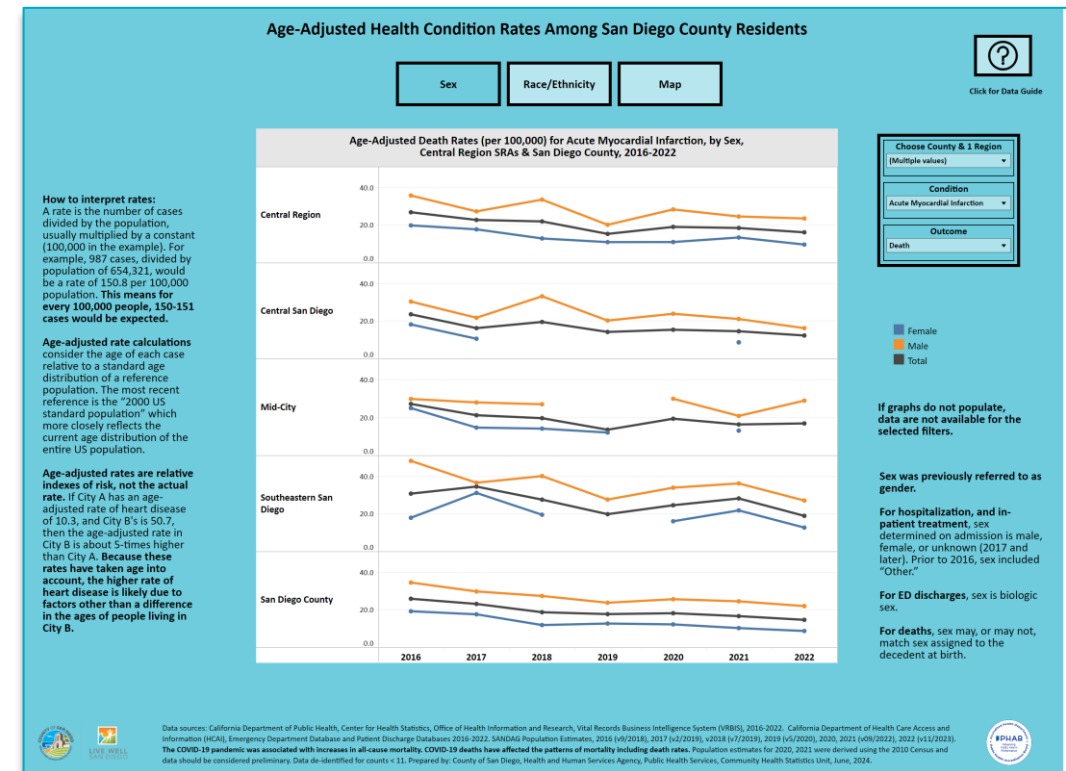 Age-Adjusted Health Condition Rates Among San Diego County Residents
Sex
Race/Ethnicity
Map
Click for Data Guide
Age-Adjusted Death Rates (per 100,000) for Acute Myocardial Infarction, by Sex,
Central Region SRAs & San Diego County, 2016-2022
How to interpret rates:
A rate is the number of cases
divided by the population,
usually multiplied by a constant
(100,000 in the example). For
example, 987 cases, divided by
population of 654,321, would
be a rate of 150.8 per 100,000
population. This means for
every 100,000 people, 150-151
cases would be expected.
Age-adjusted rate calculations
consider the age of each case
relative to a standard age
distribution of a reference
population. The most recent
reference is the “2000 US
standard population” which
more closely reflects the
current age distribution of the
entire US population.
Age-adjusted rates are relative
indexes of risk, not the actual
rate. If City A has an age-
adjusted rate of heart disease
of 10.3, and City B's is 50.7,
then the age-adjusted rate in
City B is about 5-times higher
than City A. Because these
rates have taken age into
account, the higher rate of
heart disease is likely due to
factors other than a difference
in the ages of people living in
City B.
Central Region
40.0
20.0
0.0
Central San Diego
40.0
20.0
0.0
Mid-City
40.0
20.0
0.0
Southeastern San
Diego
40.0
20.0
0.0
San Diego County
40.0
20.0
0.0
2016 2017 2018 2019 2020 2021 2022
Choose County & 1 Region
(Multiple values)
Condition
Acute Myocardial Infarction
Outcome
Death
Female
Male
Total
If graphs do not populate,
data are not available for the
selected filters.
Sex was previously referred to as
gender.
For hospitalization, and in-
patient treatment, sex
determined on admission is male,
female, or unknown (2017 and
later). Prior to 2016, sex included
“Other.”
For ED discharges, sex is biologic
sex.
For deaths, sex may, or may not,
match sex assigned to the
decedent at birth.
LIVE WELL
SAN DIEGO
Data sources: California Department of Public Health, Center for Health Statistics, Office of Health Information and Research, Vital Records Business Intelligence System (VRBIS), 2016-2022. California Department of Health Care Access and
Information (HCAI), Emergency Department Database and Patient Discharge Databases 2016-2022. SANDAG Population Estimates, 2016 (v9/2018), 2017 (v2/2019), v2018 (v7/2019), 2019 (v5/2020), 2020, 2021 (v09/2022), 2022 (v11/2023).
The COVID-19 pandemic was associated with increases in all-cause mortality. COVID-19 deaths have affected the patterns of mortality including death rates. Population estimates for 2020, 2021 were derived using the 2010 Census and
data should be considered preliminary. Data de-identified for counts < 11. Prepared by: County of San Diego, Health and Human Services Agency, Public Health Services, Community Health Statistics Unit, June, 2024.
PHAB